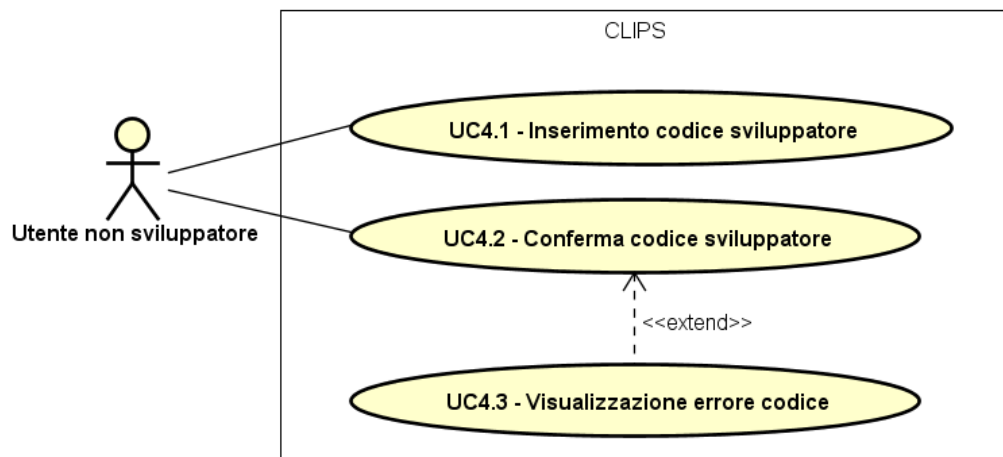 CLIPS
UC4.1 - Inserimento codice sviluppatore
Utente non sviluppatore
UC4.2 - Conferma codice sviluppatore
<<extend>>
UC4.3 - Visualizzazione errore codice